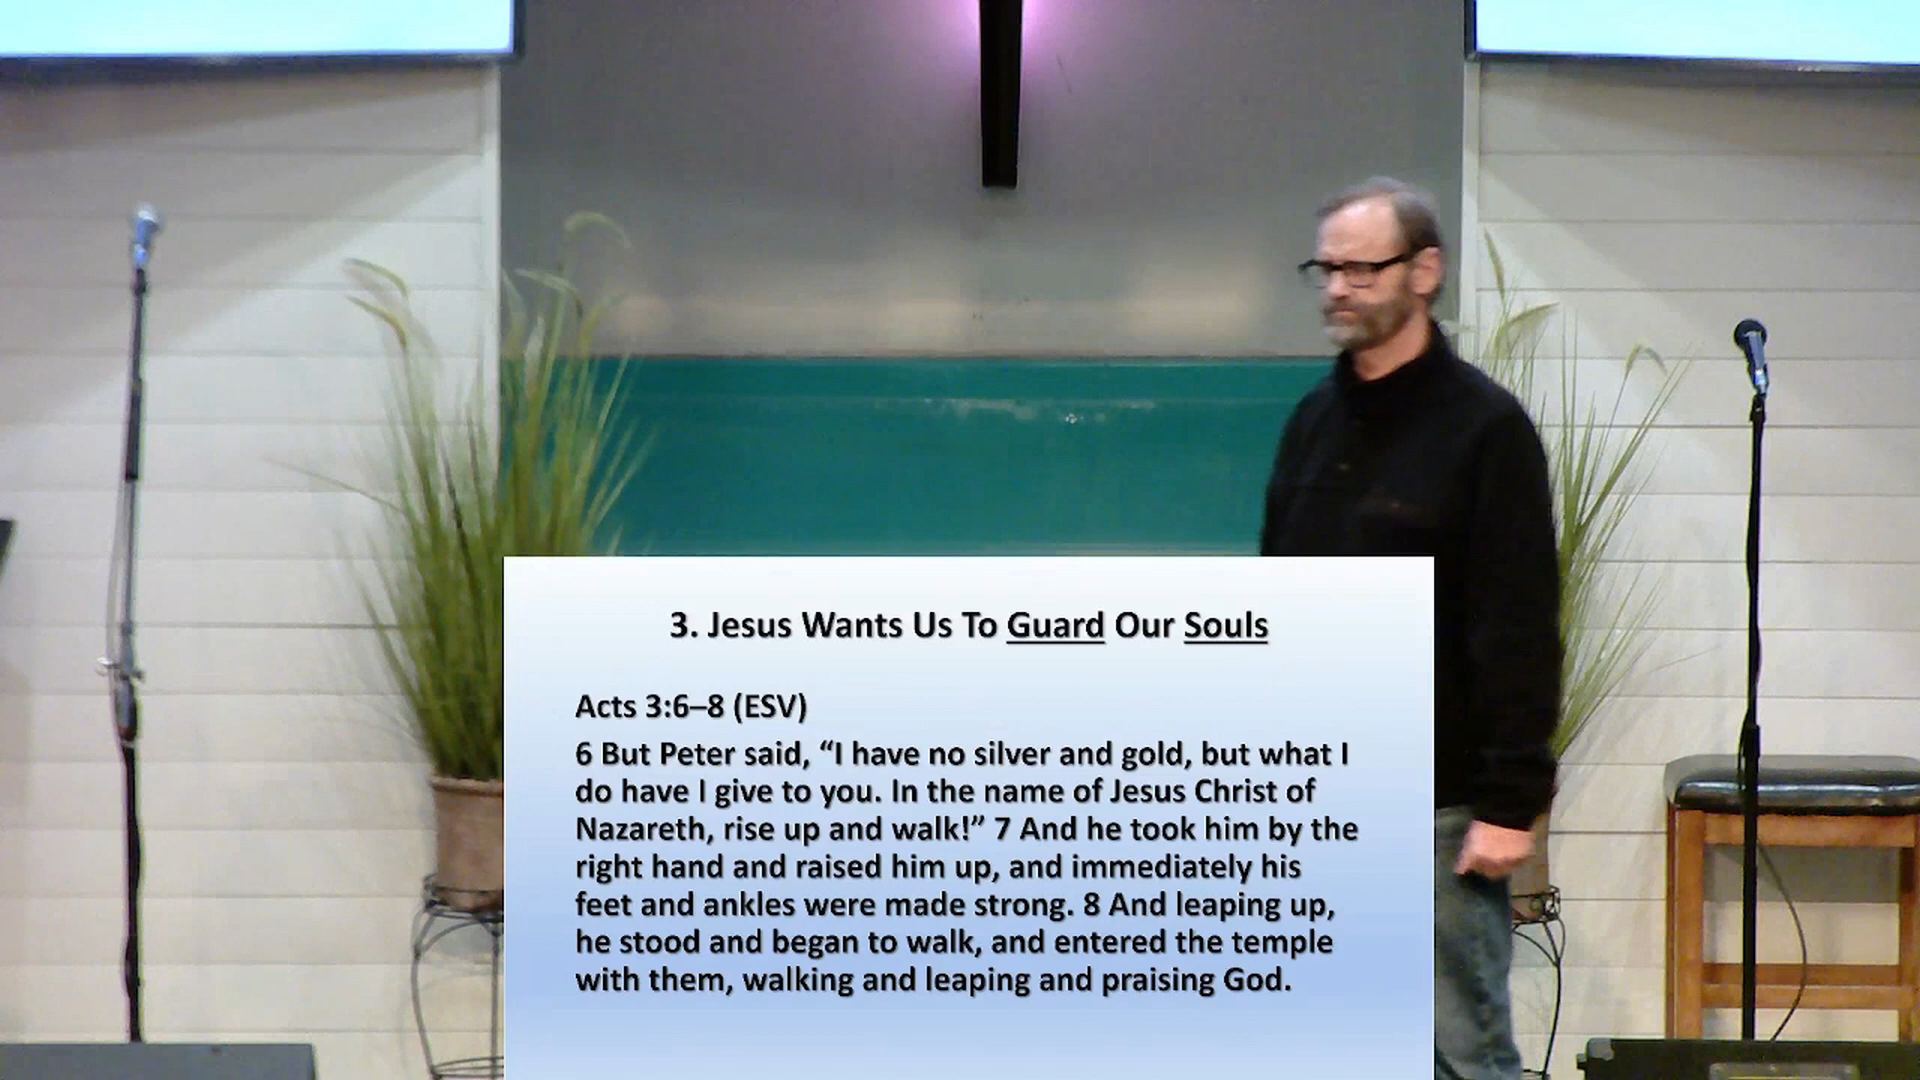 3. Jesus Wants Us To Guard Our Souls
Acts 3:6–8 (ESV)
6 But Peter said, “I have no silver and gold, but what I
do have I give to you. In the name of Jesus Christ of
Nazareth, rise up and walk!” 7 And he took him by the
right hand and raised him up, and immediately his
feet and ankles were made strong. 8 And leaping up,
he stood and began to walk, and entered the temple
with them, walking and leaping and praising God.